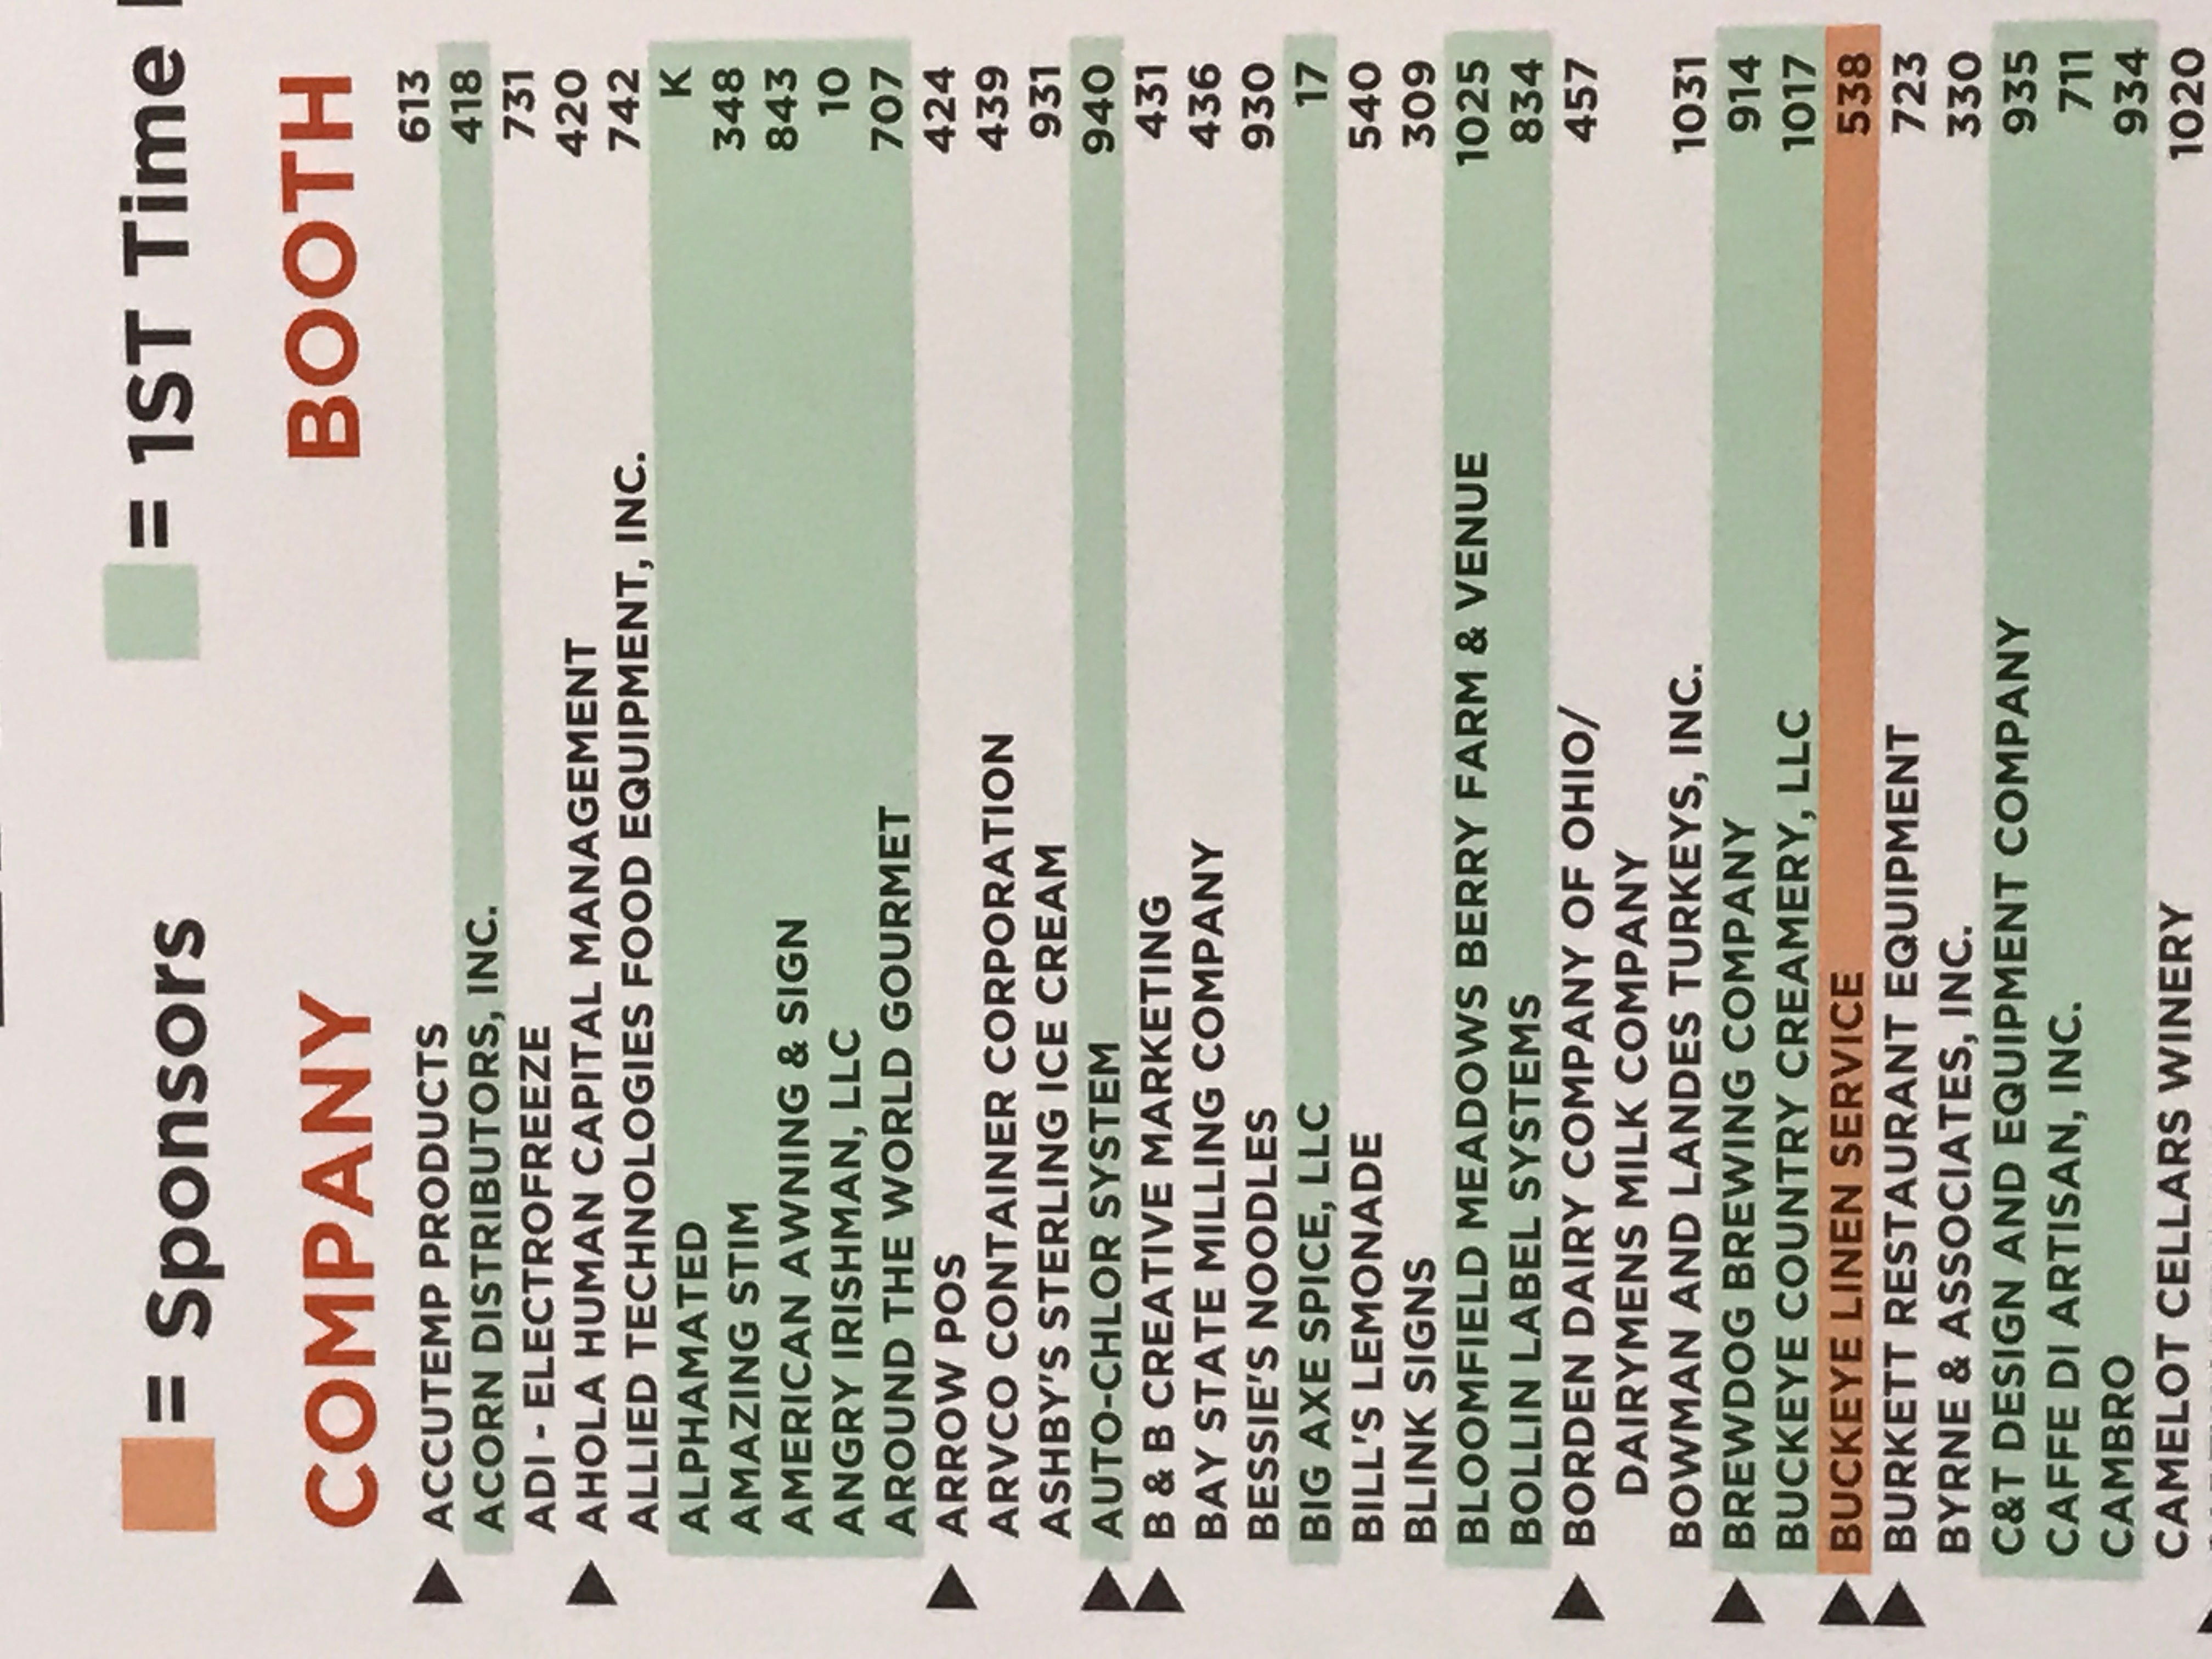 = Sponsors
= 1ST Time
COMPANY BOOTH
ACCUTEMP PRODUCTS 613
ACORN DISTRIBUTORS, INC. 418
ADI - ELECTROFREEZE 731
AHOLA HUMAN CAPITAL MANAGEMENT 420
ALLIED TECHNOLOGIES FOOD EQUIPMENT, INC. 742
ALPHAMATED K
AMAZING STIM 348
AMERICAN AWNING & SIGN 843
ANGRY IRISHMAN, LLC 10
AROUND THE WORLD GOURMET 707
ARROW POS 424
ARVCO CONTAINER CORPORATION 439
ASHBY'S STERLING ICE CREAM 931
AUTO-CHLOR SYSTEM 940
B & B CREATIVE MARKETING 431
BAY STATE MILLING COMPANY 436
BESSIE'S NOODLES 930
BIG AXE SPICE, LLC 17
BILL'S LEMONADE 540
BLINK SIGNS 309
BLOOMFIELD MEADOWS BERRY FARM & VENUE 1025
BOLLIN LABEL SYSTEMS 834
BORDEN DAIRY COMPANY OF OHIO/ 457
DAIRYMENS MILK COMPANY
BOWMAN AND LANDES TURKEYS, INC. 1031
BREWDOG BREWING COMPANY 914
BUCKEYE COUNTRY CREAMERY, LLC 1017
BUCKEYE LINEN SERVICE 538
BURKETT RESTAURANT EQUIPMENT 723
BYRNE & ASSOCIATES, INC. 330
C&T DESIGN AND EQUIPMENT COMPANY 935
CAFFE DI ARTISAN, INC. 711
CAMBRO 934
CAMELOT CELLARS WINERY 1020